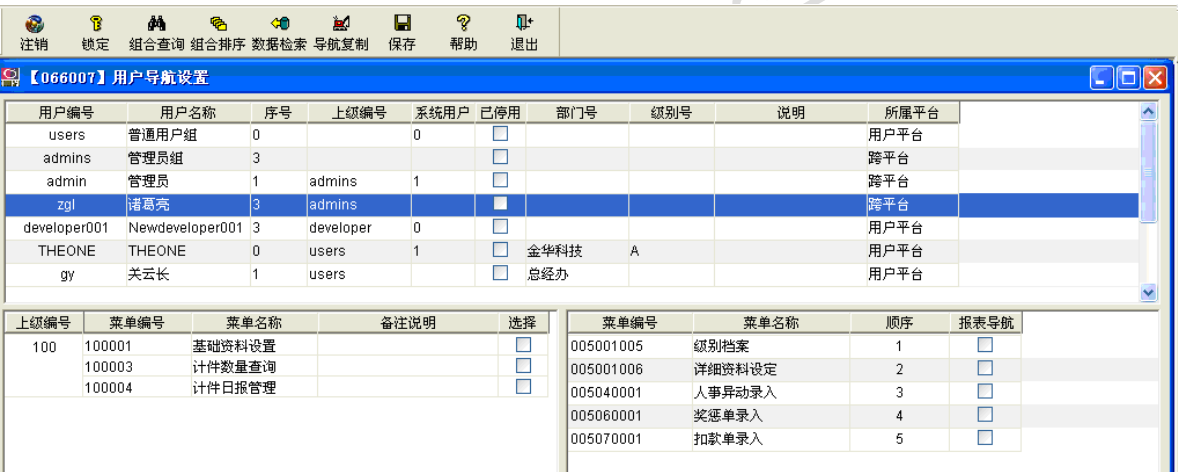 注销 锁定 组合查询 组合排序 数据检索 导航复制 保存 帮助 退出
【066007】用户导航设置
用户编号 用户名称 序号 上级编号 系统用户 已停用 部门号 级别号 说明 所属平台
users 普通用户组 0 0 用户平台
admins 管理员组 3 跨平台
admin 管理员 1 admins 1 跨平台
zgl 诸葛亮 3 admins 跨平台
developer001 Newdeveloper001 3 developer 0 用户平台
THEONE THEONE 0 users 1 金华科技 A 用户平台
gy 关云长 1 users 总经办 用户平台
上级编号 菜单编号 菜单名称 备注说明 选择
100 100001 基础资料设置
100003 计件数量查询
100004 计件日报管理
菜单编号 菜单名称 顺序 报表导航
005001005 级别档案 1
005001006 详细资料设定 2
005040001 人事异动录入 3
005060001 奖惩单录入 4
005070001 扣款单录入 5